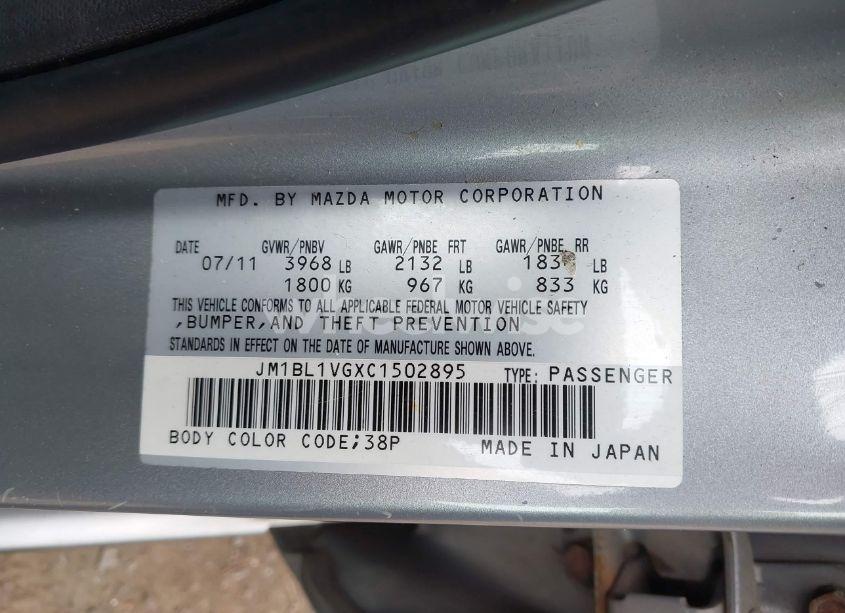 MFD. BY MAZDA MOTOR CORPORATION
DATE GVWR/PNBV GAWR/PNBE FRT GAWR/PNBE RR
07/11 3968 LB 2132 LB LB
1800 KG 967 KG 833 KG
THIS VEHICLE CONFORMS TO ALL APPLICABLE FEDERAL MOTOR VEHICLE SAFETY
,BUMPER,AND THEFT PREVENTION
STANDARDS IN EFFECT ON THE DATE OF MANUFACTURE SHOWN ABOVE.
JM1BL1VGXC1502895 TYPE: PASSENGER
BODY COLOR CODE;38P MADE IN JAPAN